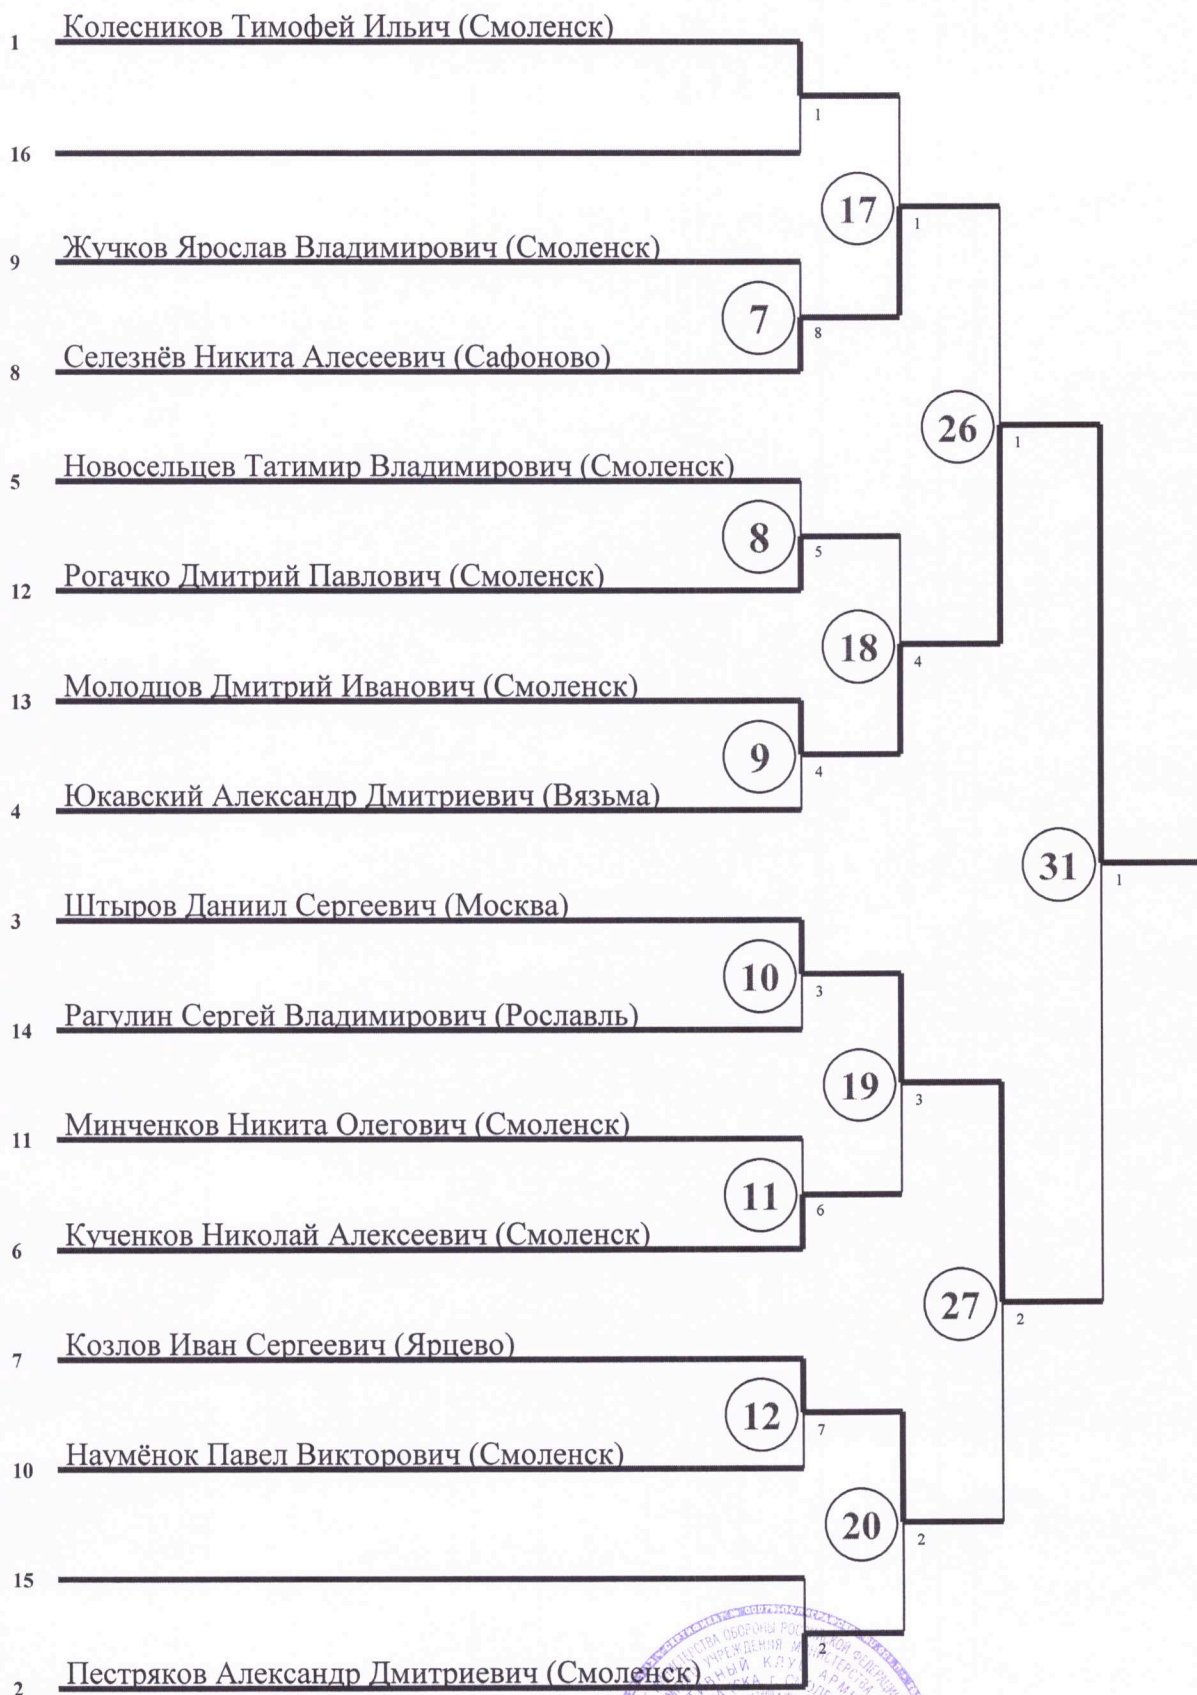 1 Колесников Тимофей Ильич (Смоленск)
1
16
17
1
9 Жучков Ярослав Владимирович (Смоленск)
7
8
8 Селезнёв Никита Алесеевич (Сафоново)
26
1
5 Новосельцев Татимир Владимирович (Смоленск)
8
5
12 Рогачко Дмитрий Павлович (Смоленск)
18
4
13 Молодцов Дмитрий Иванович (Смоленск)
9
4
4 Юкавский Александр Дмитриевич (Вязьма)
31
1
3 Штыров Даниил Сергеевич (Москва)
10
3
14 Рагулин Сергей Владимирович (Рославль)
19
3
11 Минченков Никита Олегович (Смоленск)
11
6
6 Кученков Николай Алексеевич (Смоленск)
27
2
7 Козлов Иван Сергеевич (Ярцево)
12
7
10 Наумёнок Павел Викторович (Смоленск)
20
2
15
2
2 Пестряков Александр Дмитриевич (Смоленск)